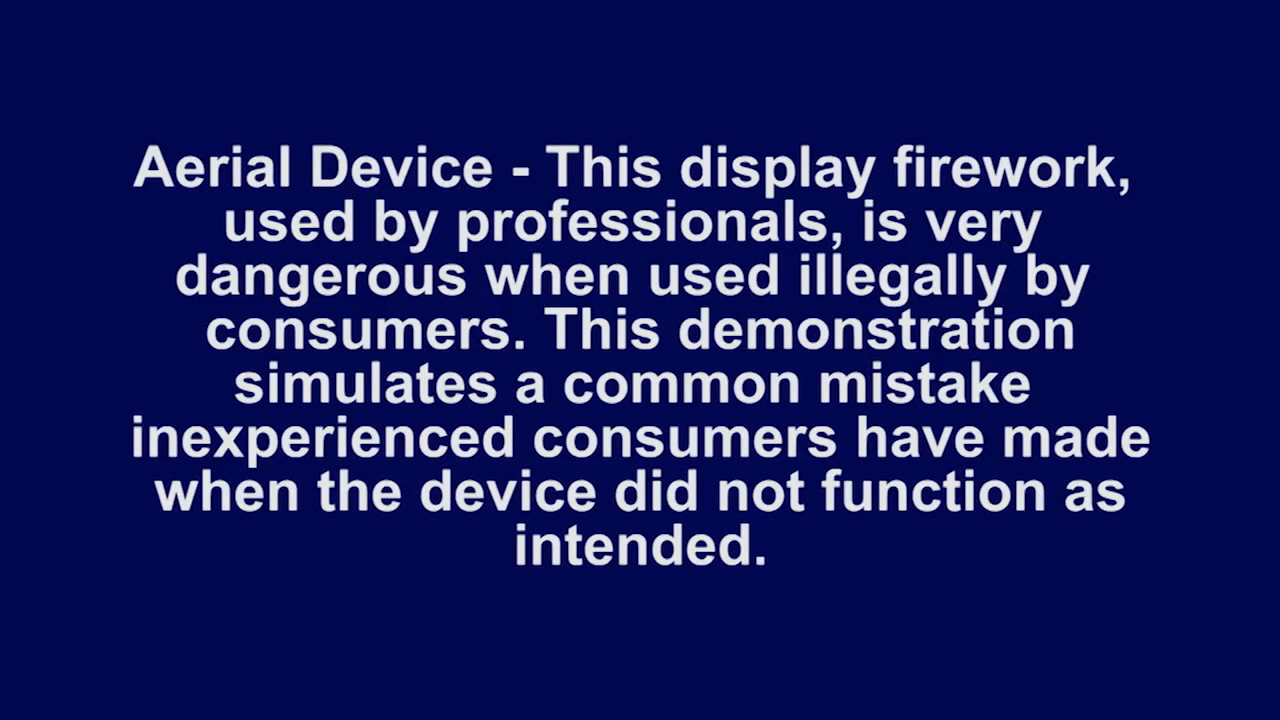 Aerial Device - This display firework,
used by professionals, is very
dangerous when used illegally by
consumers. This demonstration
simulates a common mistake
inexperienced consumers have made
when the device did not function as
intended.